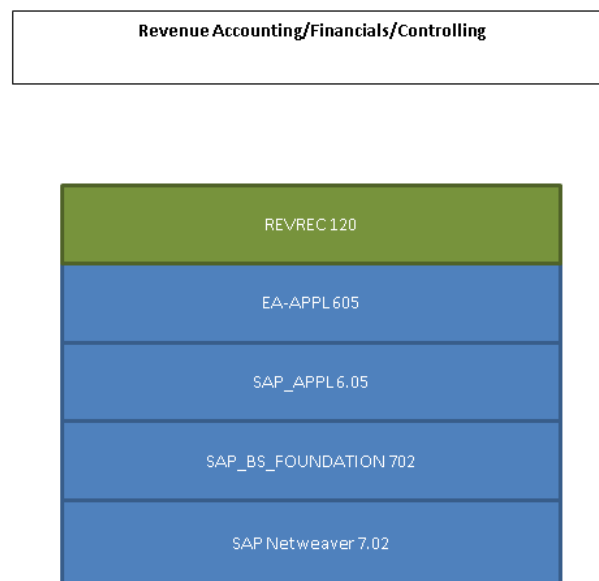 Revenue Accounting/Financials/Controlling
REVREC 120
EA-APPL 605
SAP_APPL 6.05
SAP_BS_FOUNDATION 702
SAP Netweaver 7.02